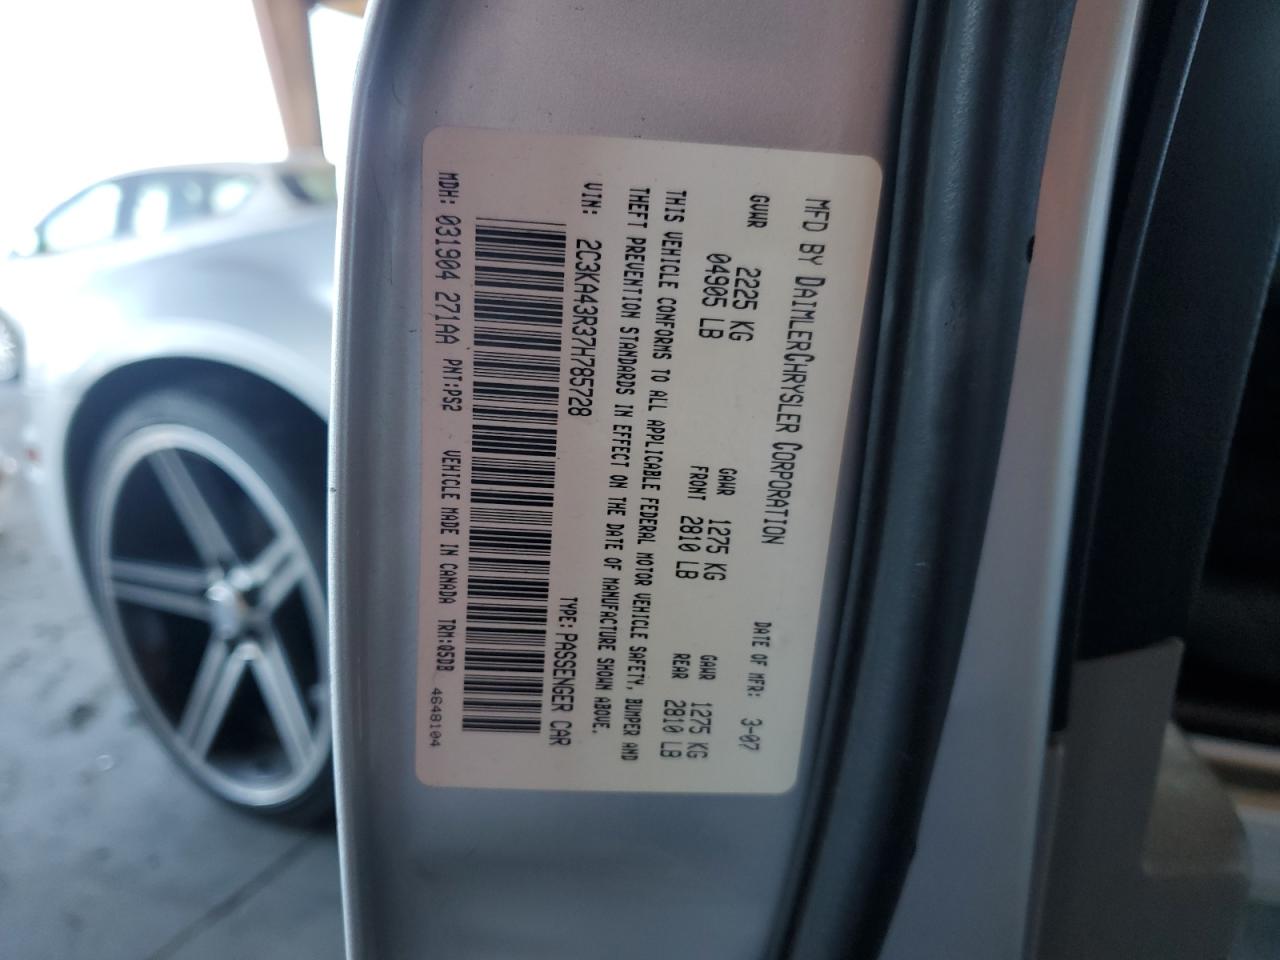 MFD BY DAIMLERCHRYSLER CORPORATION DATE OF MFR: 3-07
GVWR 2225 KG GAWR 1275 KG GAWR 1275 KG
04905 LB FRONT 2810 LB REAR 2810 LB
THIS VEHICLE CONFORMS TO ALL APPLICABLE FEDERAL MOTOR VEHICLE SAFETY, BUMPER AND
THEFT PREVENTION STANDARDS IN EFFECT ON THE DATE OF MANUFACTURE SHOWN ABOVE.
VIN: 2C3KA43R37H785728 TYPE: PASSENGER CAR
MDH: 031904 271AA PNT:PS2 VEHICLE MADE IN CANADA TRM:Q5DB 4648104